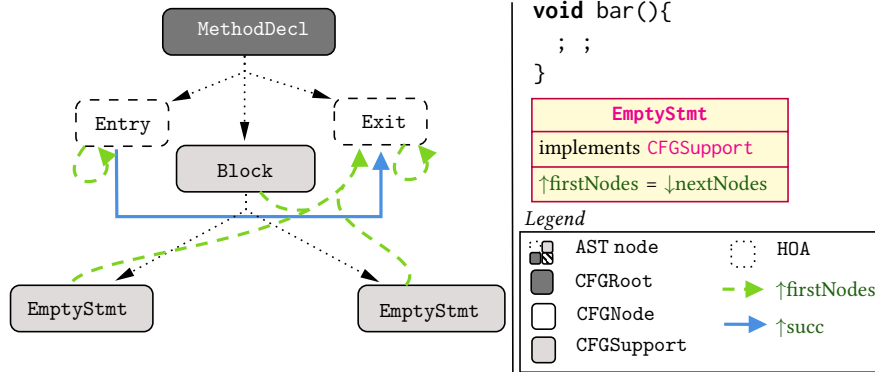 MethodDecl
Entry
Exit
Block
EmptyStmt
EmptyStmt
void bar(){
; ;
}
EmptyStmt
implements CFGSupport
↑firstNodes = ↓nextNodes
Legend
AST node
CFGRoot
CFGNode
CFGSupport
HOA
↑firstNodes
↑succ